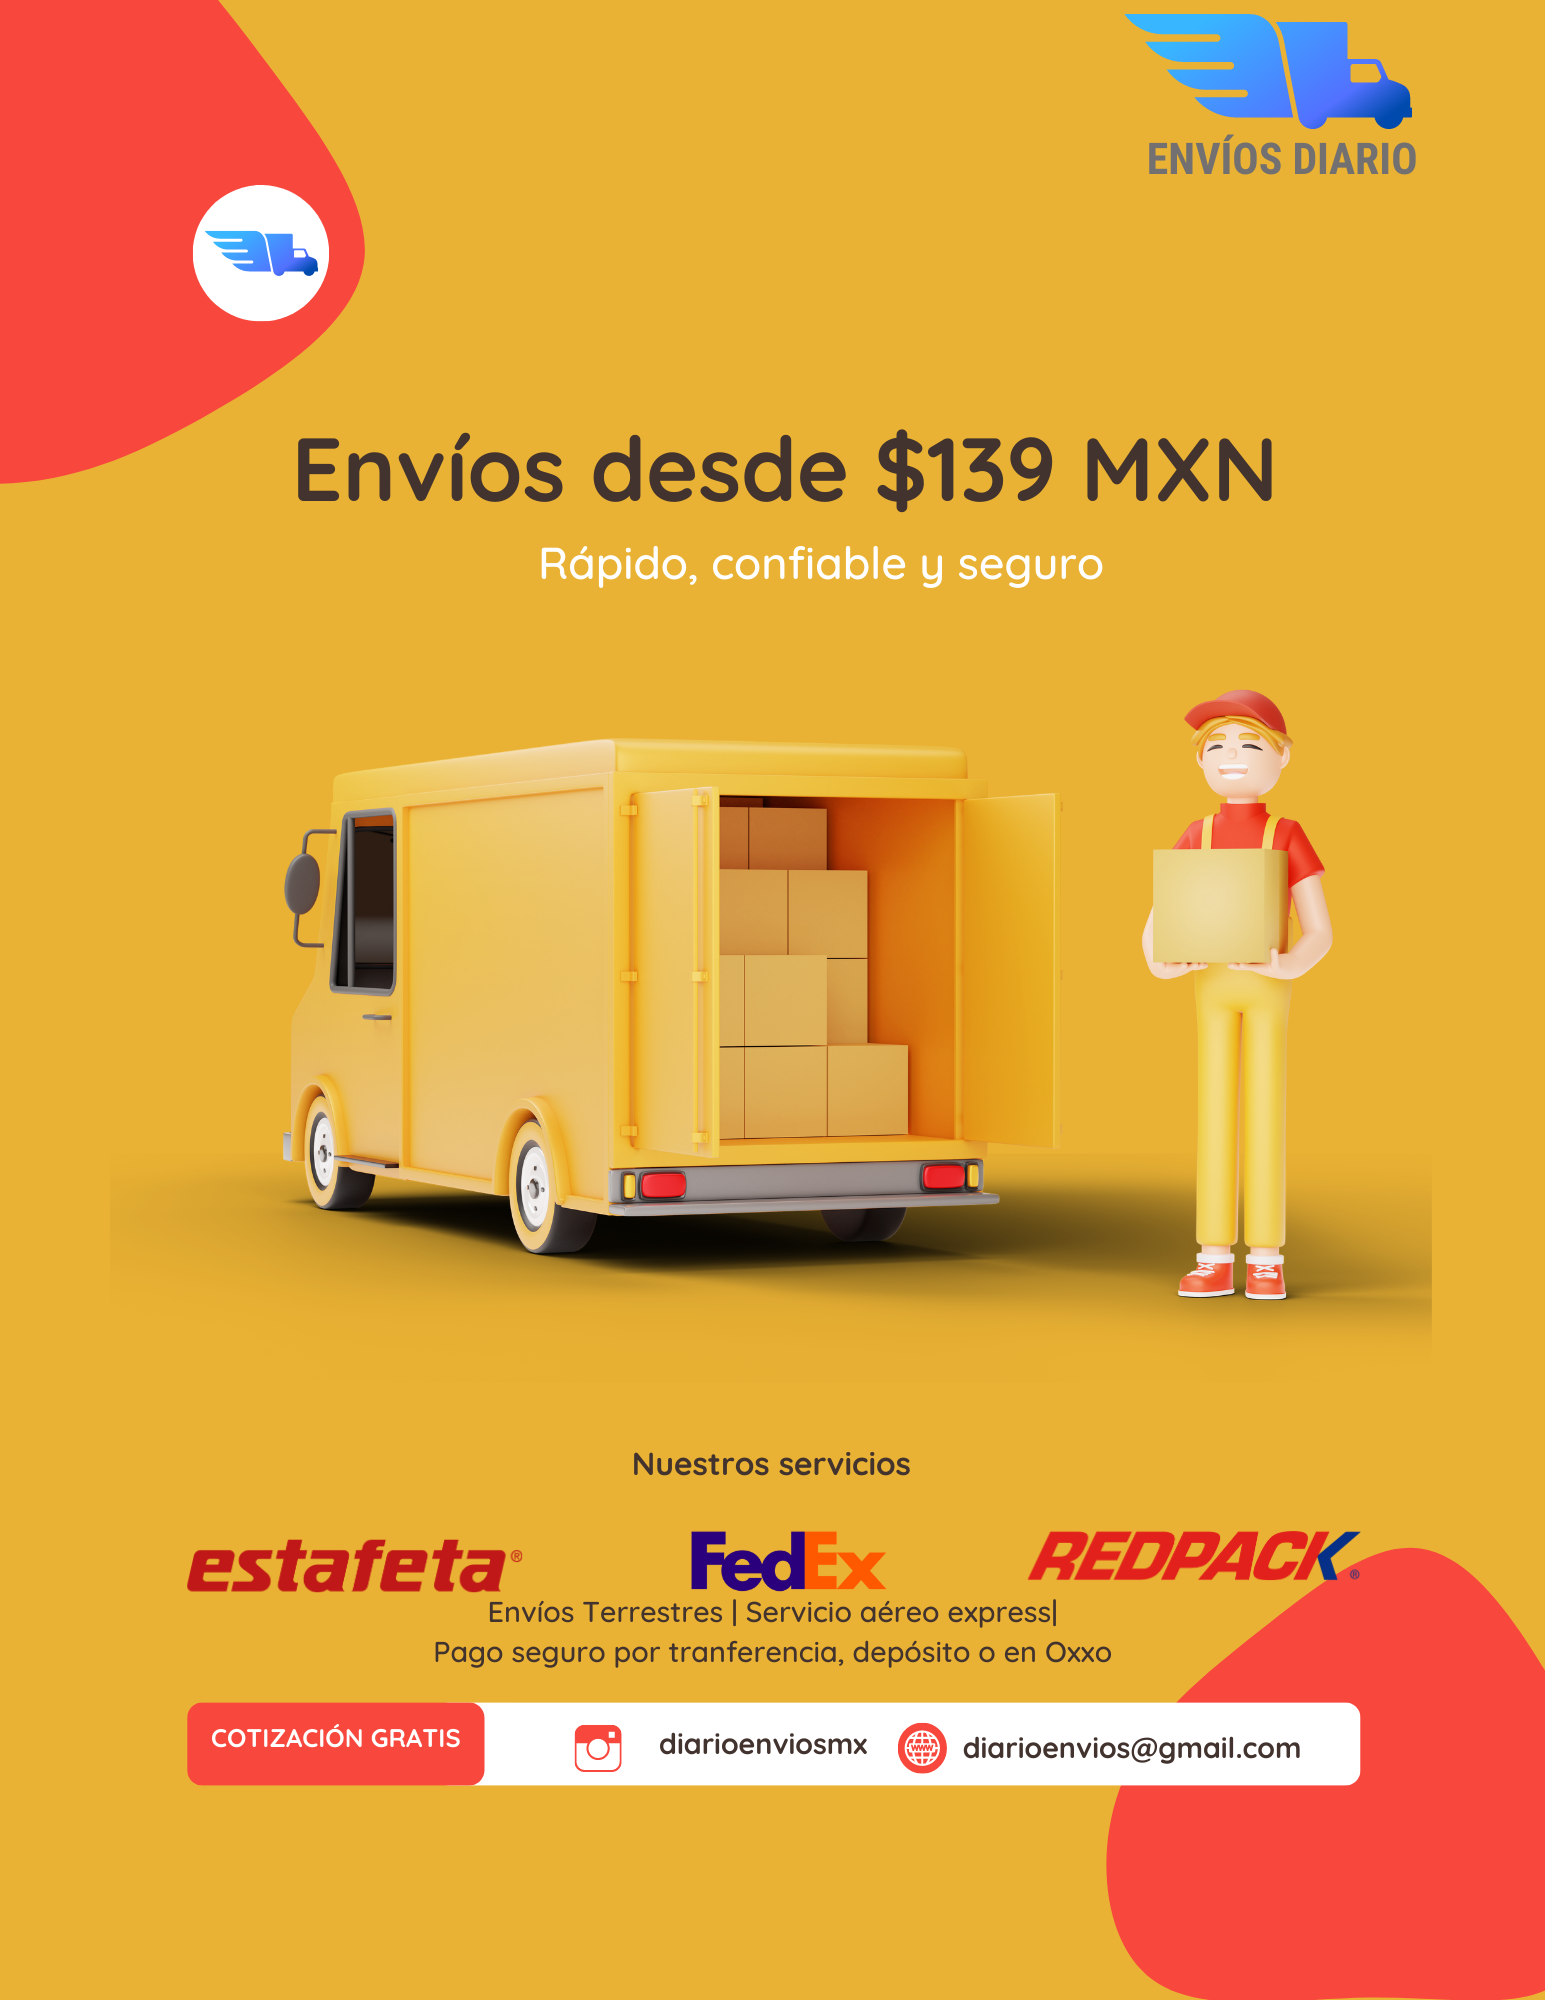 ENVÍOS DIARIO
Envíos desde $139 MXN
Rápido, confiable y seguro
Nuestros servicios
estafeta®
FedEx
REDPACK®
Envíos Terrestres | Servicio aéreo express|
Pago seguro por tranferencia, depósito o en Oxxo
COTIZACIÓN GRATIS
diarioenviosmx
WWW
diarioenvios@gmail.com